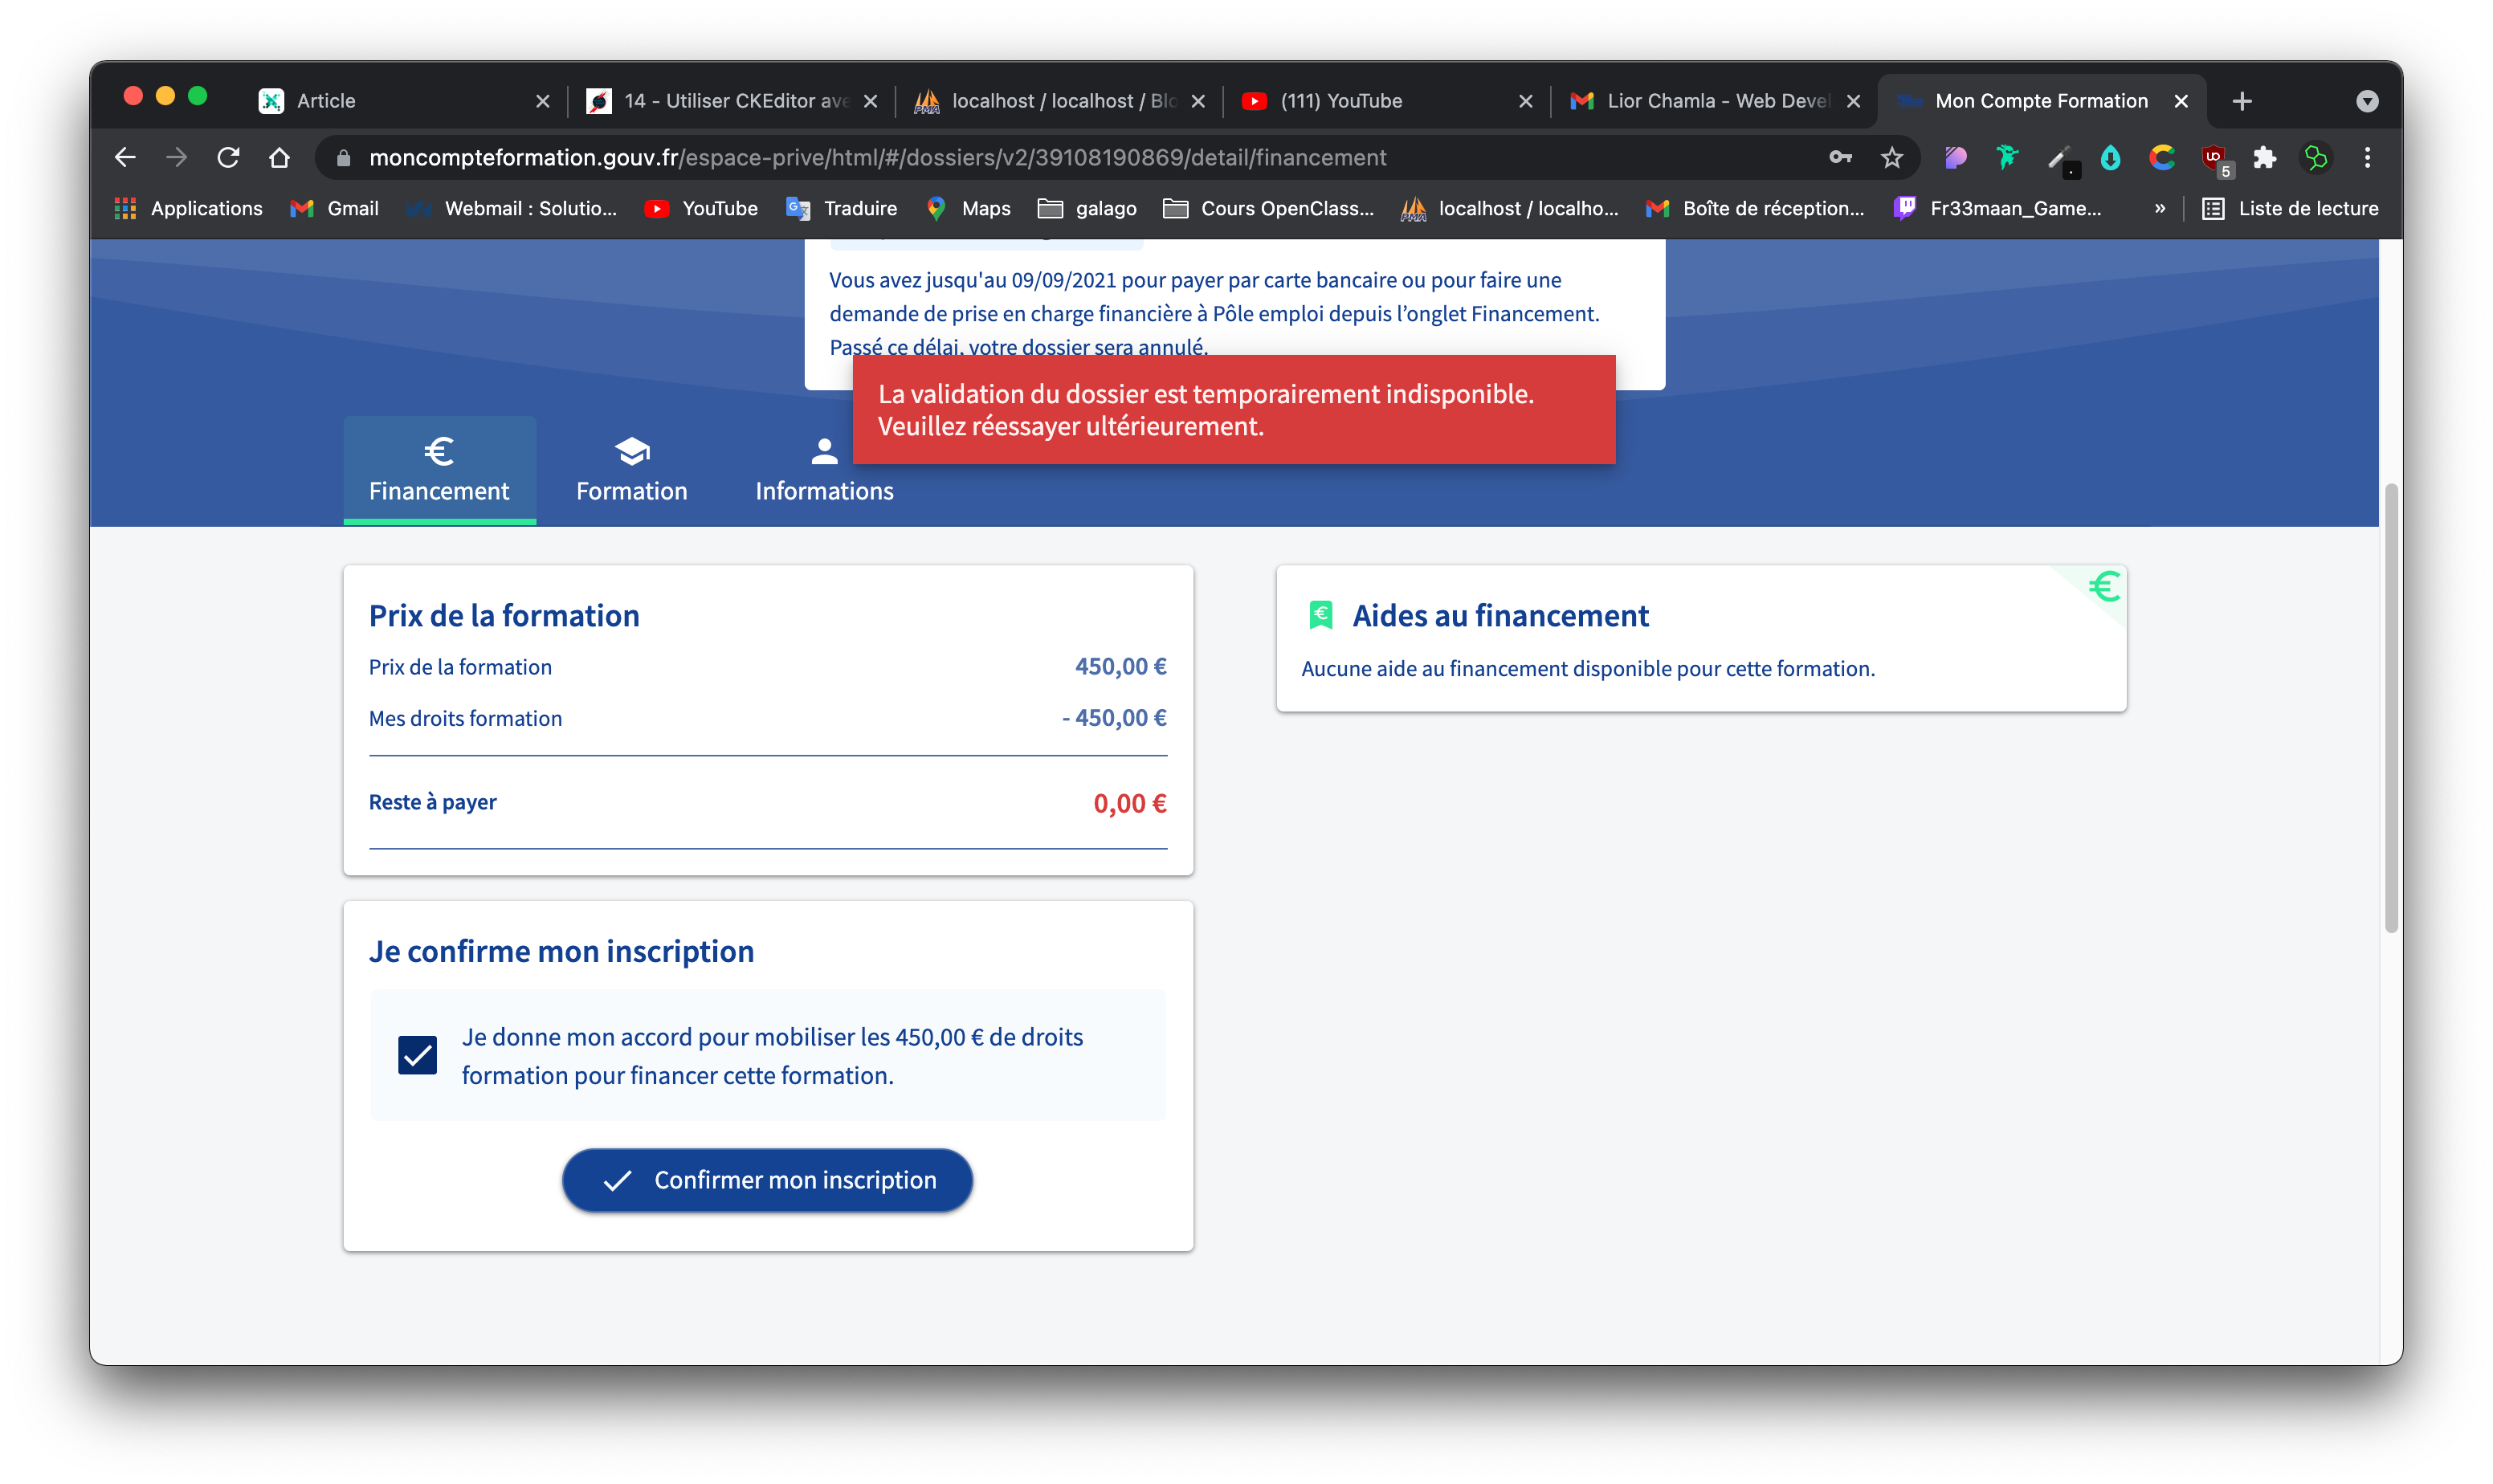 Article
14 - Utiliser CKEditor ave
localhost / localhost / Blo
(111) YouTube
Lior Chamla - Web Devel
Mon Compte Formation
moncompteformation.gouv.fr/espace-prive/html/#/dossiers/v2/39108190869/detail/financement
5
Applications
Gmail
Webmail : Solutio...
YouTube
Traduire
Maps
galago
Cours OpenClass...
localhost / localho...
Boîte de réception...
Fr33maan_Game...
»
Liste de lecture
Vous avez jusqu'au 09/09/2021 pour payer par carte bancaire ou pour faire une
demande de prise en charge financière à Pôle emploi depuis l’onglet Financement.
Passé ce délai, votre dossier sera annulé.
La validation du dossier est temporairement indisponible.
Veuillez réessayer ultérieurement.
Financement
Formation
Informations
Prix de la formation
Prix de la formation 450,00 €
Mes droits formation - 450,00 €
Reste à payer 0,00 €
Aides au financement
Aucune aide au financement disponible pour cette formation.
Je confirme mon inscription
Je donne mon accord pour mobiliser les 450,00 € de droits
formation pour financer cette formation.
Confirmer mon inscription